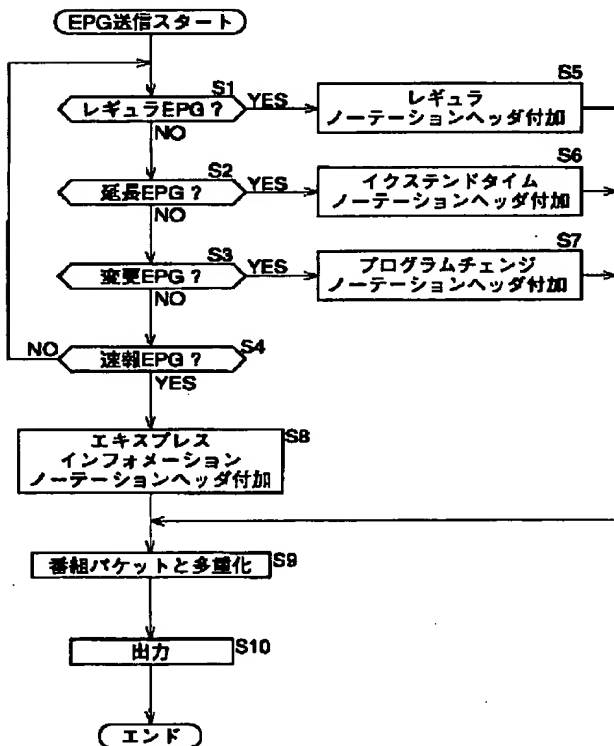 EPG送信スタート
S1
レギュラEPG?
YES
NO
S5
レギュラ
ノーテーションヘッダ付加
S2
延長EPG?
YES
NO
S6
イクステンドタイム
ノーテーションヘッダ付加
S3
変更EPG?
YES
NO
S7
プログラムチェンジ
ノーテーションヘッダ付加
S4
速報EPG?
NO
YES
S8
エキスプレス
インフォメーション
ノーテーションヘッダ付加
番組パケットと多重化
S9
出力
S10
エンド